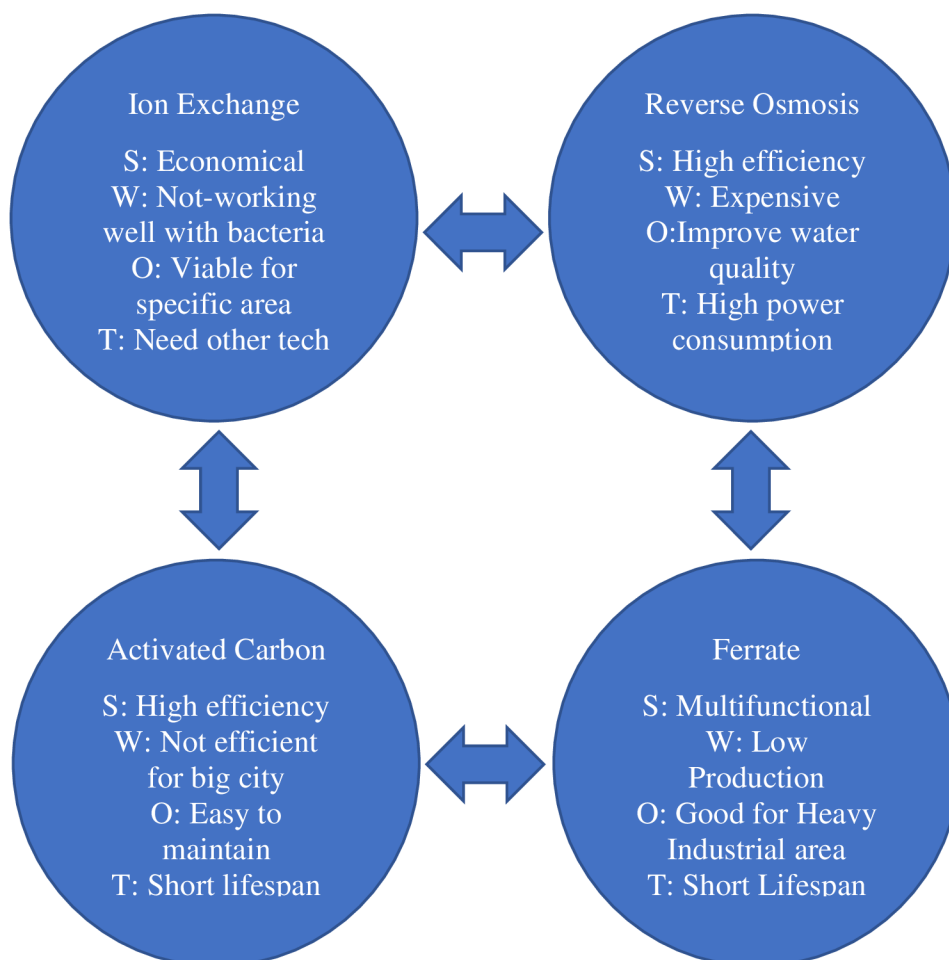 Ion Exchange
S: Economical
W: Not-working
well with bacteria
O: Viable for
specific area
T: Need other tech
Reverse Osmosis
S: High efficiency
W: Expensive
O:Improve water
quality
T: High power
consumption
Activated Carbon
S: High efficiency
W: Not efficient
for big city
O: Easy to
maintain
T: Short lifespan
Ferrate
S: Multifunctional
W: Low
Production
O: Good for Heavy
Industrial area
T: Short Lifespan